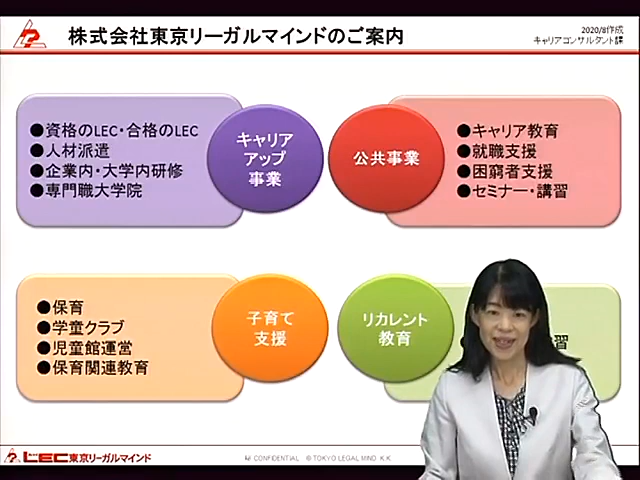 株式会社東京リーガルマインドのご案内
2020/8作成
キャリアコンサルタント課
●資格のLEC・合格のLEC
●人材派遣
●企業内・大学内研修
●専門職大学院
キャリア
アップ
事業
公共事業
●キャリア教育
●就職支援
●困窮者支援
●セミナー・講習
●保育
●学童クラブ
●児童館運営
●保育関連教育
子育て
支援
リカレント
教育
習
LEC東京リーガルマインド
CONFIDENTIAL © TOKYO LEGAL MIND K.K